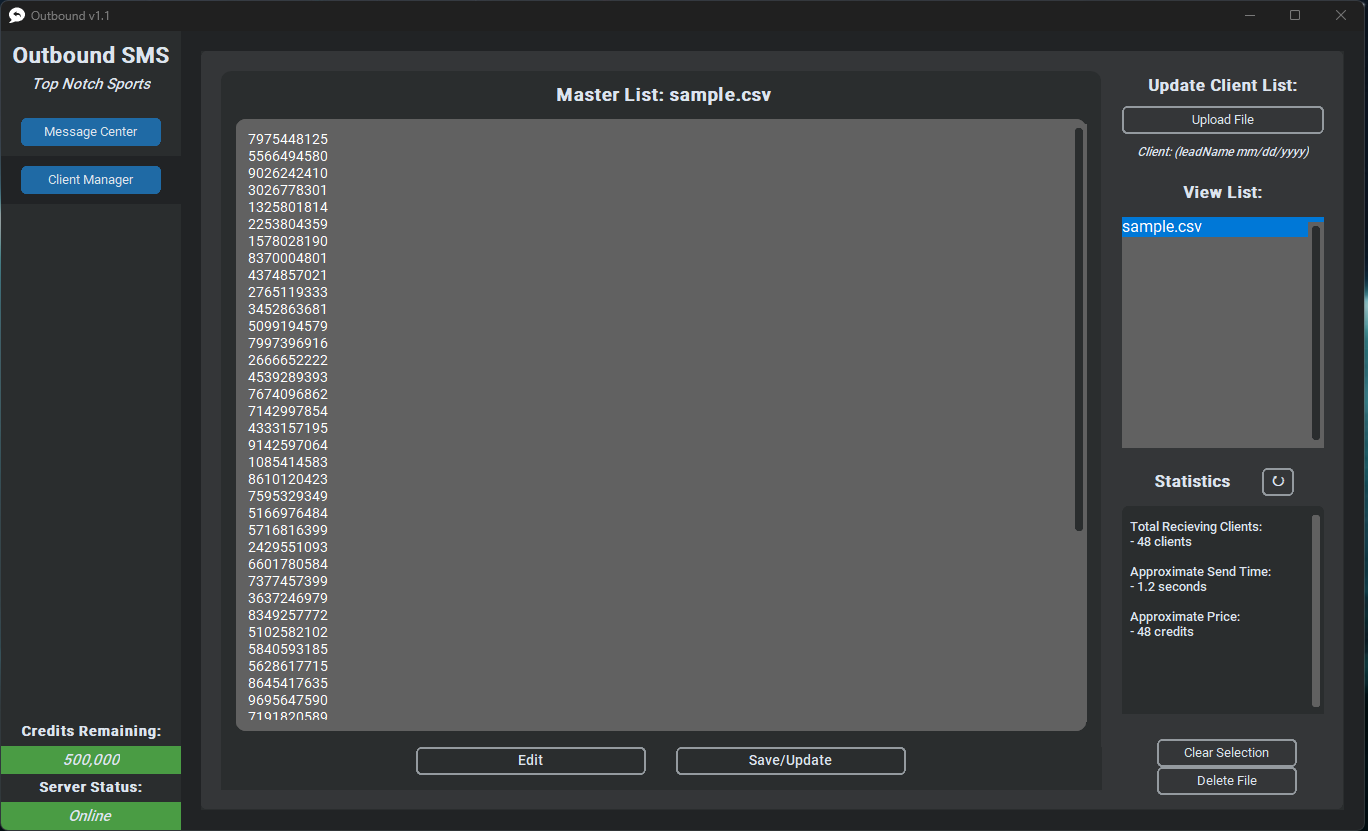 Outbound v1.1
Outbound SMS
Top Notch Sports
Message Center
Client Manager
Credits Remaining:
500,000
Server Status:
Online
Master List: sample.csv
7975448125
5566494580
9026242410
3026778301
1325801814
2253804359
1578028190
8370004801
4374857021
2765119333
3452863681
5099194579
7997396916
2666652222
4539289393
7674096862
7142997854
4333157195
9142597064
1085414583
8610120423
7595329349
5166976484
5716816399
2429551093
6601780584
7377457399
3637246979
8349257772
5102582102
5840593185
5628617715
8645417635
9695647590
7191820589
Edit
Save/Update
Update Client List:
Upload File
Client: (leadName mm/dd/yyyy)
View List:
sample.csv
Statistics
Total Recieving Clients:
- 48 clients
Approximate Send Time:
- 1.2 seconds
Approximate Price:
- 48 credits
Clear Selection
Delete File